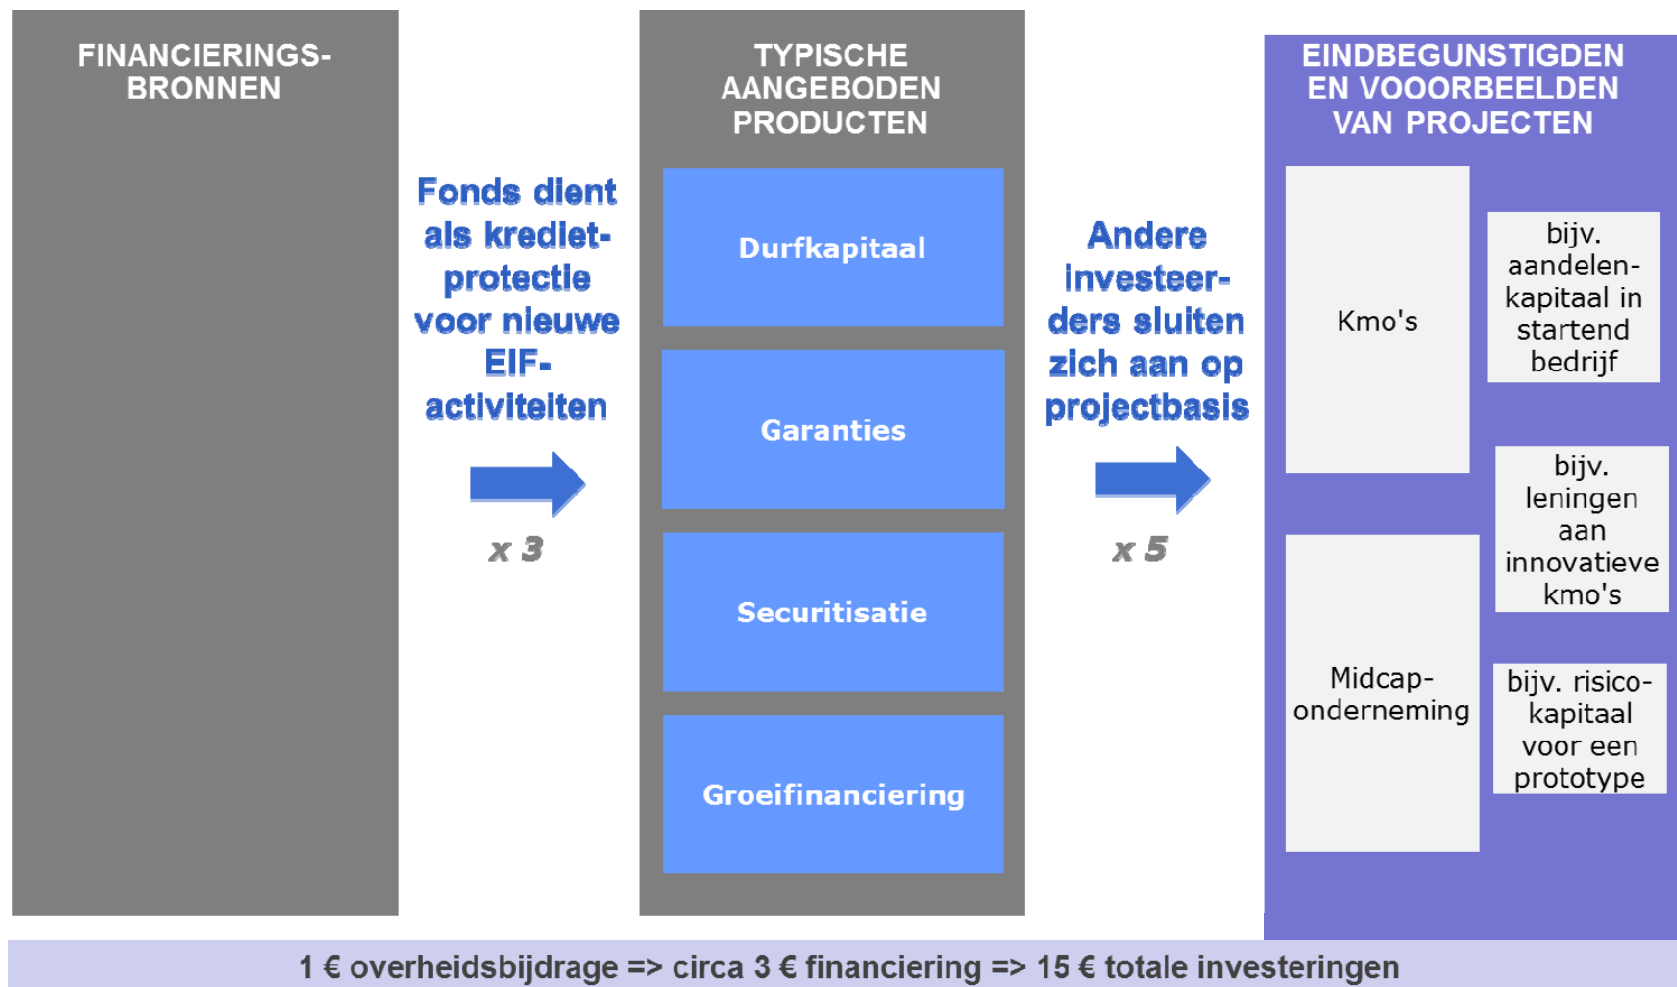 FINANCIERINGS-
BRONNEN
Fonds dient
als krediet-
protectie
voor nieuwe
EIF-
activiteiten
x 3
TYPISCHE
AANGEBODEN
PRODUCTEN
Durfkapitaal
Garanties
Securitisatie
Groeifinanciering
Andere
investeer-
ders sluiten
zich aan op
projectbasis
x 5
EINDBEGUNSTIGDEN
EN VOOORBEELDEN
VAN PROJECTEN
Kmo's
Midcap-
onderneming
bijv.
aandelen-
kapitaal in
startend
bedrijf
bijv.
leningen
aan
innovatieve
kmo's
bijv. risico-
kapitaal
voor een
prototype
1 € overheidsbijdrage => circa 3 € financiering => 15 € totale investeringen